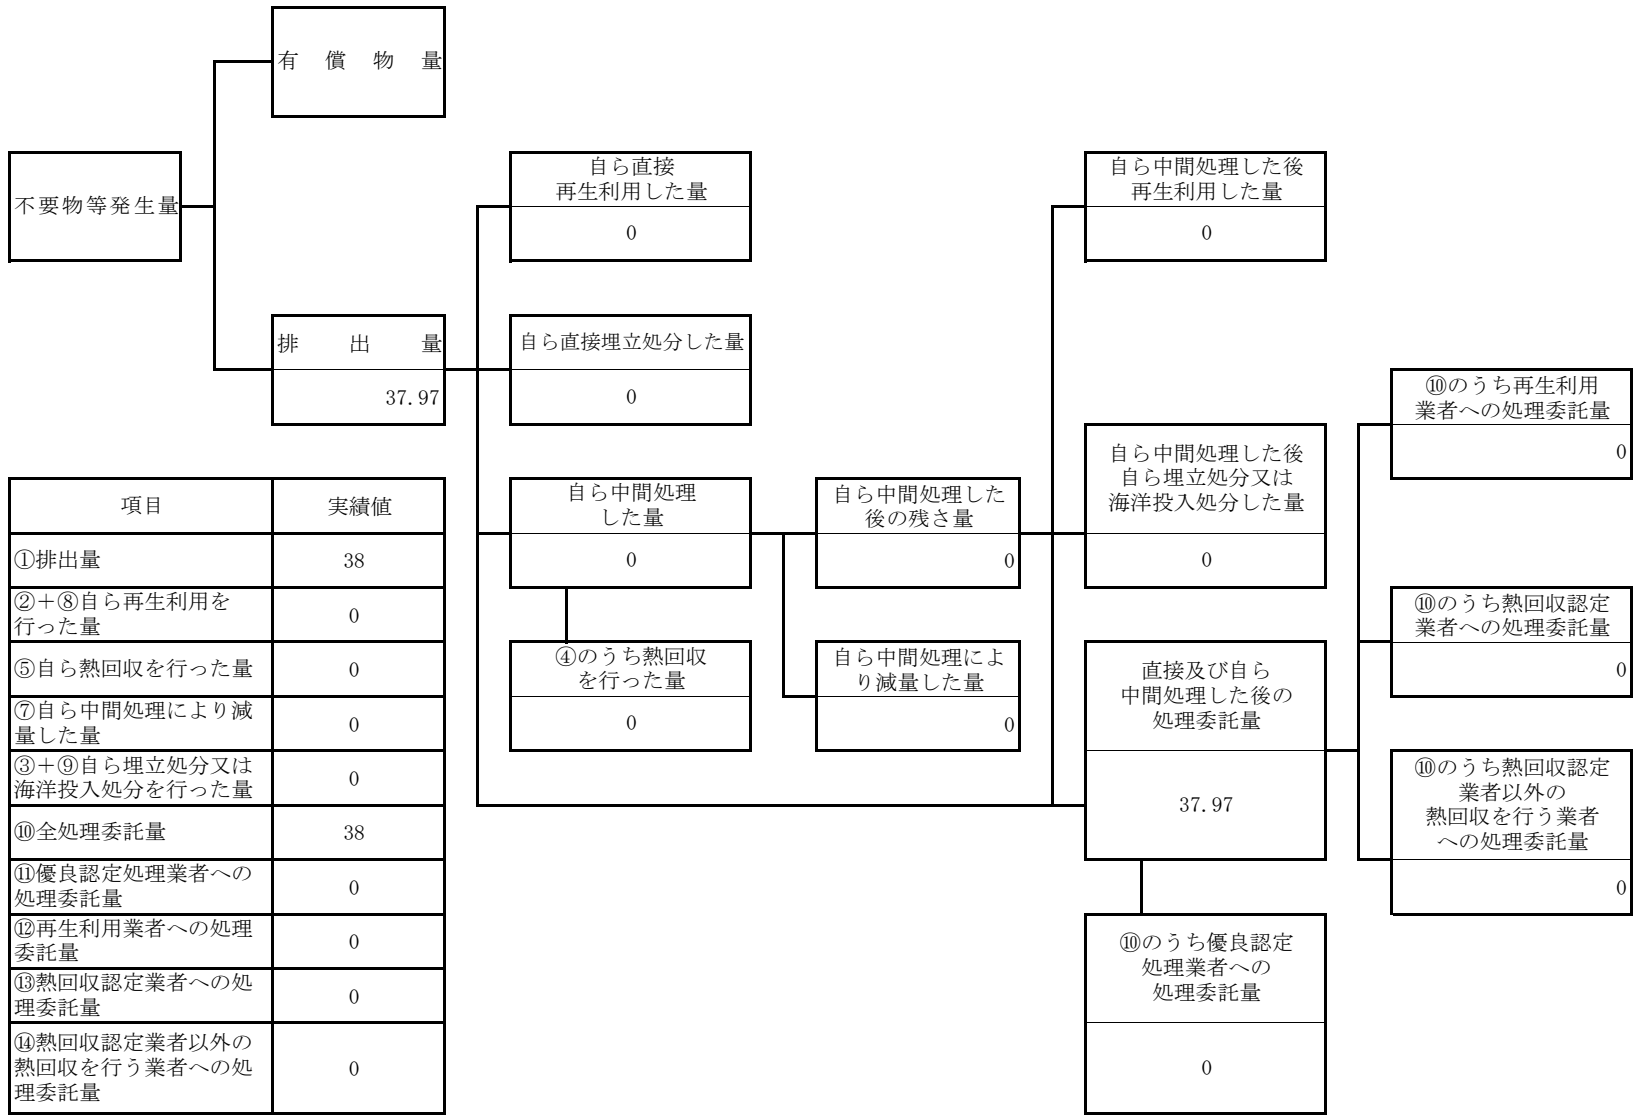 有償物量
不要物等発生量
自ら直接
再生利用した量
0
自ら中間処理した後
再生利用した量
0
排出量
37.97
自ら直接埋立処分した量
0
⑩のうち再生利用
業者への処理委託量
0
自ら中間処理した後
自ら埋立処分又は
海洋投入処分した量
0
自ら中間処理
した量
0
自ら中間処理した
後の残さ量
0
⑩のうち熱回収認定
業者への処理委託量
0
④のうち熱回収
を行った量
0
自ら中間処理によ
り減量した量
0
直接及び自ら
中間処理した後の
処理委託量
37.97
⑩のうち熱回収認定
業者以外の
熱回収を行う業者
への処理委託量
0
⑩のうち優良認定
処理業者への
処理委託量
0
項目 実績値
①排出量 38
②＋⑧自ら再生利用を
行った量 0
⑤自ら熱回収を行った量 0
⑦自ら中間処理により減
量した量 0
③＋⑨自ら埋立処分又は
海洋投入処分を行った量 0
⑩全処理委託量 38
⑪優良認定処理業者への
処理委託量 0
⑫再生利用業者への処理
委託量 0
⑬熱回収認定業者への処
理委託量 0
⑭熱回収認定業者以外の
熱回収を行う業者への処
理委託量 0